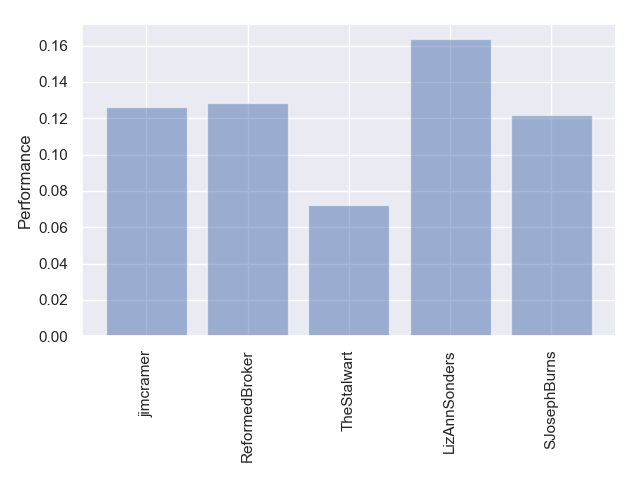 0.16
0.14
0.12
0.10
0.08
0.06
0.04
0.02
0.00
Performance
jimcramer
ReformedBroker
TheStalwart
LizAnnSonders
SJosephBurns